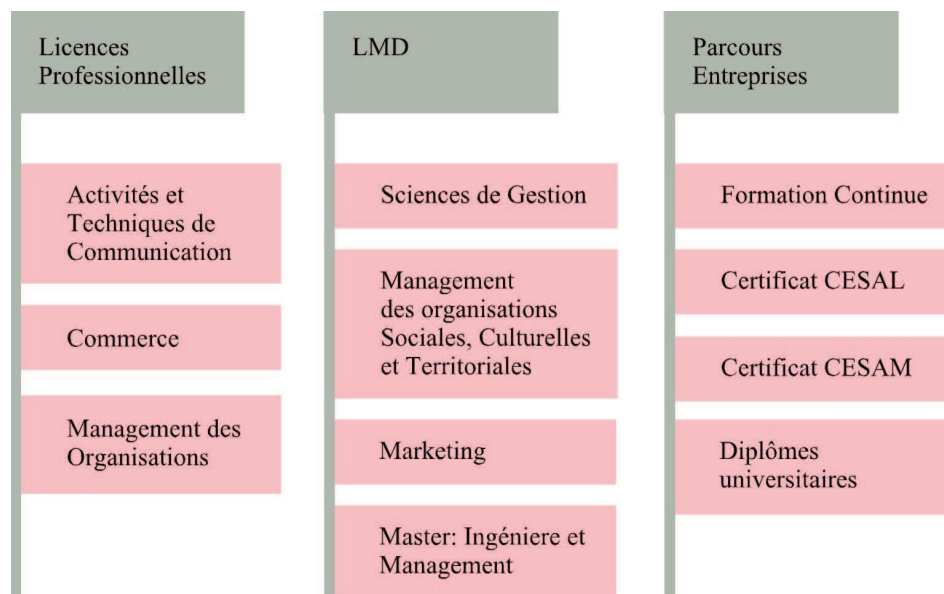 Licences
Professionnelles
Activités et
Techniques de
Communication
Commerce
Management des
Organisations
LMD
Sciences de Gestion
Management
des organisations
Sociales, Culturelles
et Territoriales
Marketing
Master: Ingéniere et
Management
Parcours
Entreprises
Formation Continue
Certificat CESAL
Certificat CESAM
Diplômes
universitaires